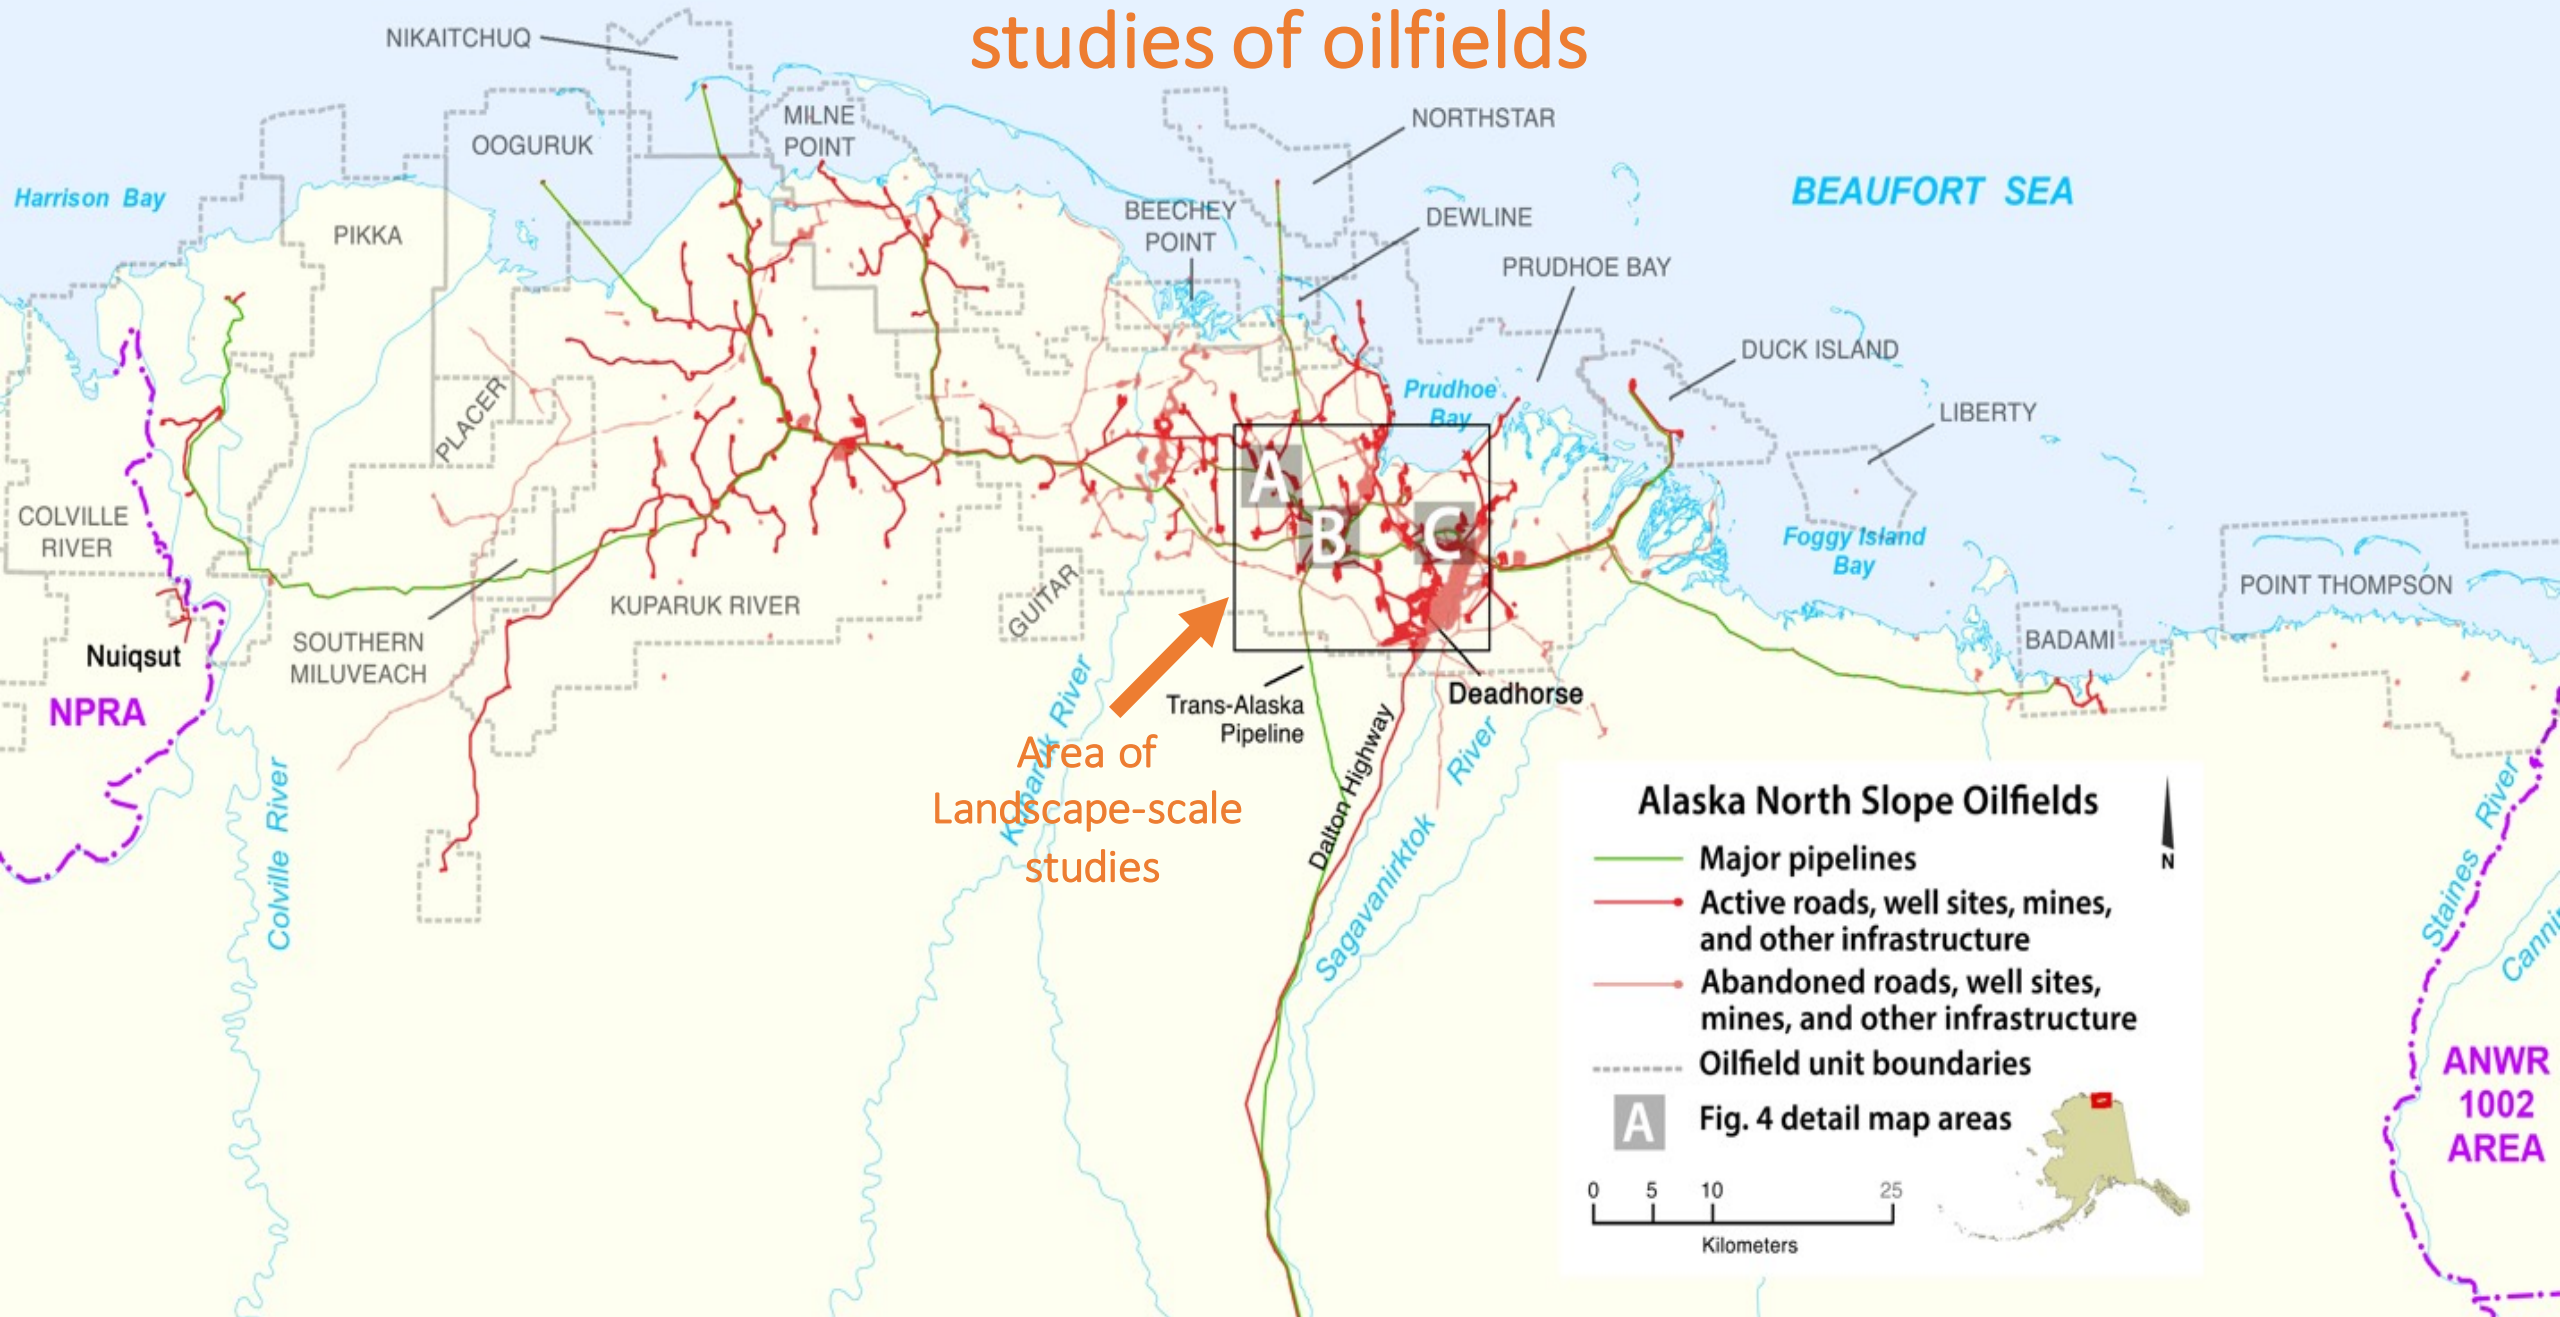 studies of oilfields
NIKAITCHUQ
MILNE
POINT
NORTHSTAR
OOGURUK
Harrison Bay
BEAUFORT SEA
BEECHEY
POINT
DEWLINE
PIKKA
PRUDHOE BAY
DUCK ISLAND
Prudhoe
Bay
LIBERTY
PLACER
A
B
C
COLVILLE
RIVER
Foggy Island
Bay
POINT THOMPSON
GUITAR
KUPARUK RIVER
SOUTHERN
MILUVEACH
BADAMI
Nuiqsut
NPRA
Deadhorse
Trans-Alaska
Pipeline
Area of
Landscape-scale
studies
Kuparuk River
Dalton Highway
Sagavanirktok
River
Colville River
Alaska North Slope Oilfields
Major pipelines
Active roads, well sites, mines,
and other infrastructure
Abandoned roads, well sites,
mines, and other infrastructure
Oilfield unit boundaries
A Fig. 4 detail map areas
0 5 10 25
Kilometers
N
Staines River
ANWR
1002
AREA